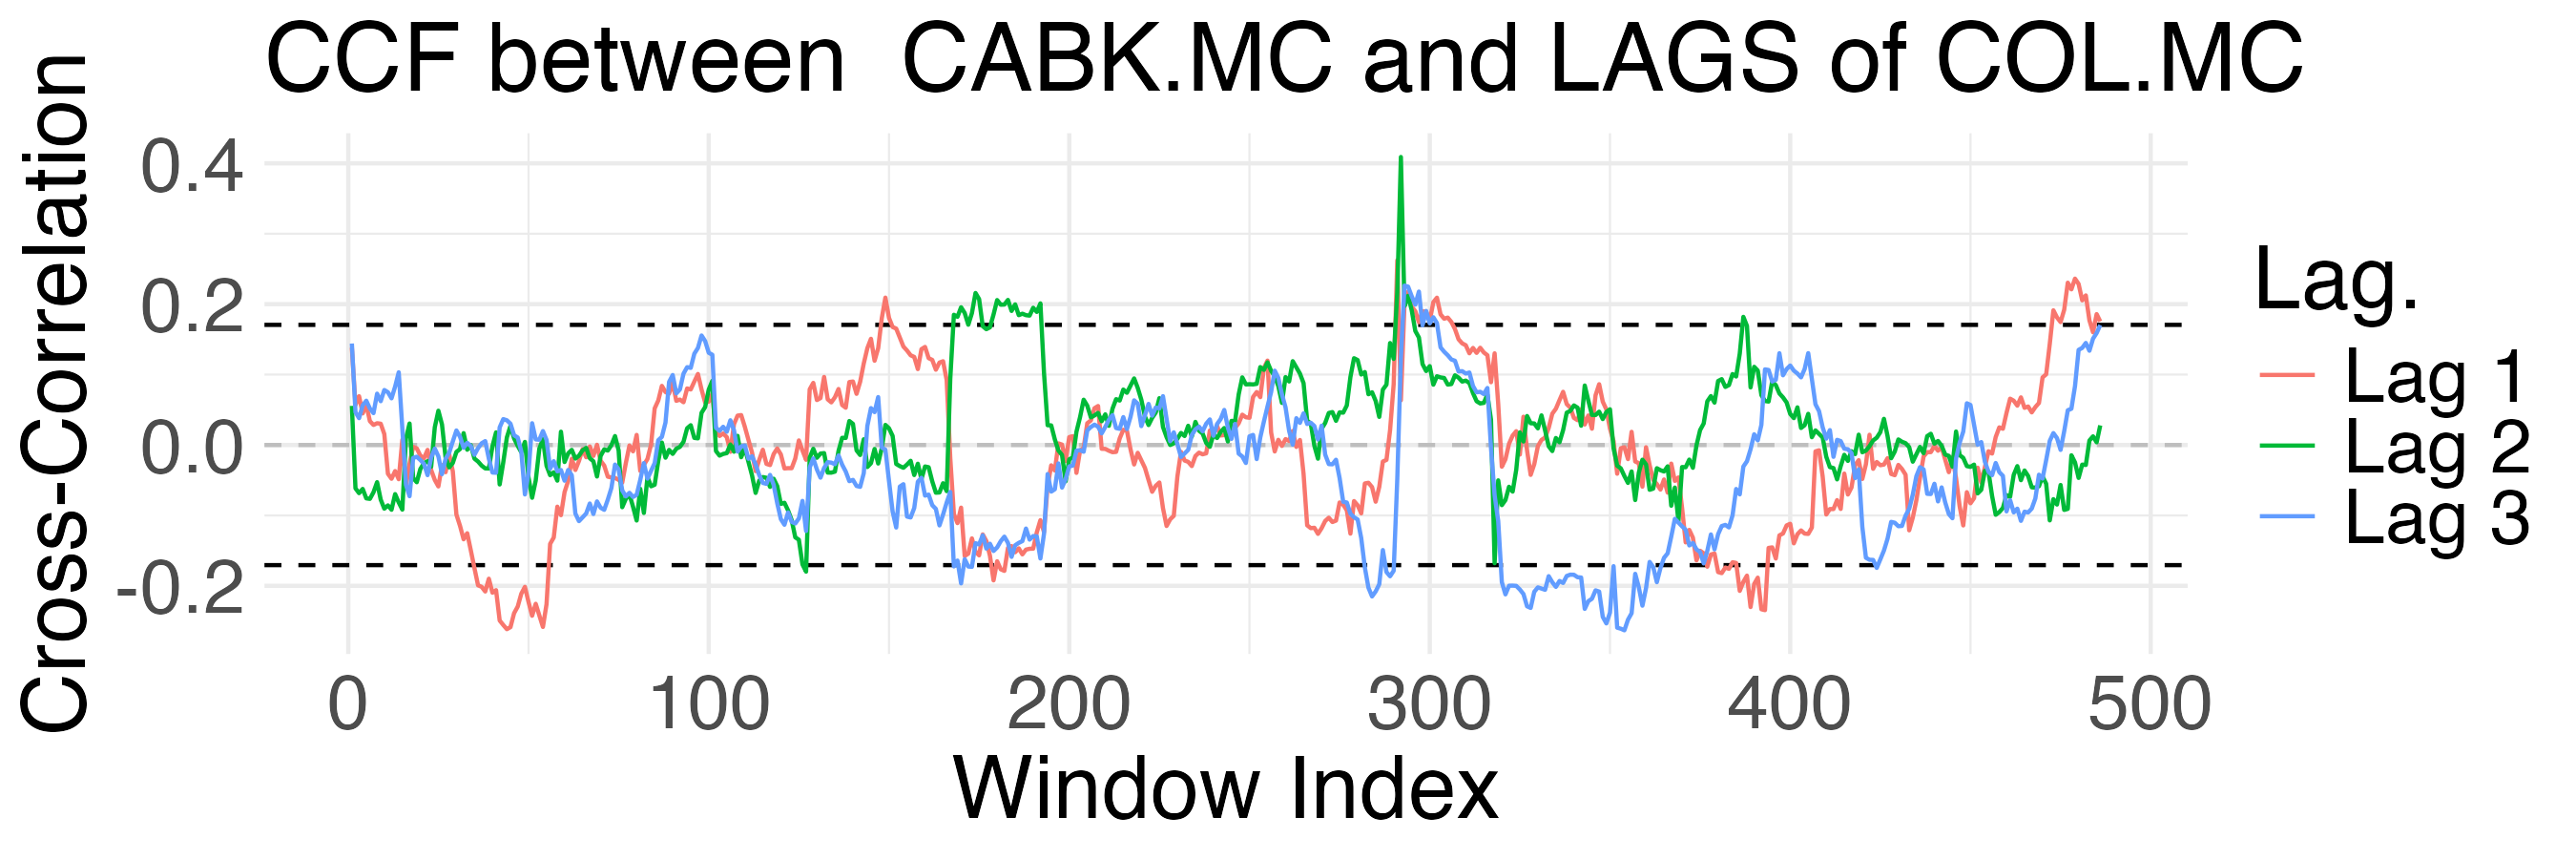 CCF between  CABK.MC and LAGS of COL.MC
Cross-Correlation
0.4
0.2
0.0
-0.2
0 100 200 300 400 500
Window Index
Lag.
Lag 1
Lag 2
Lag 3